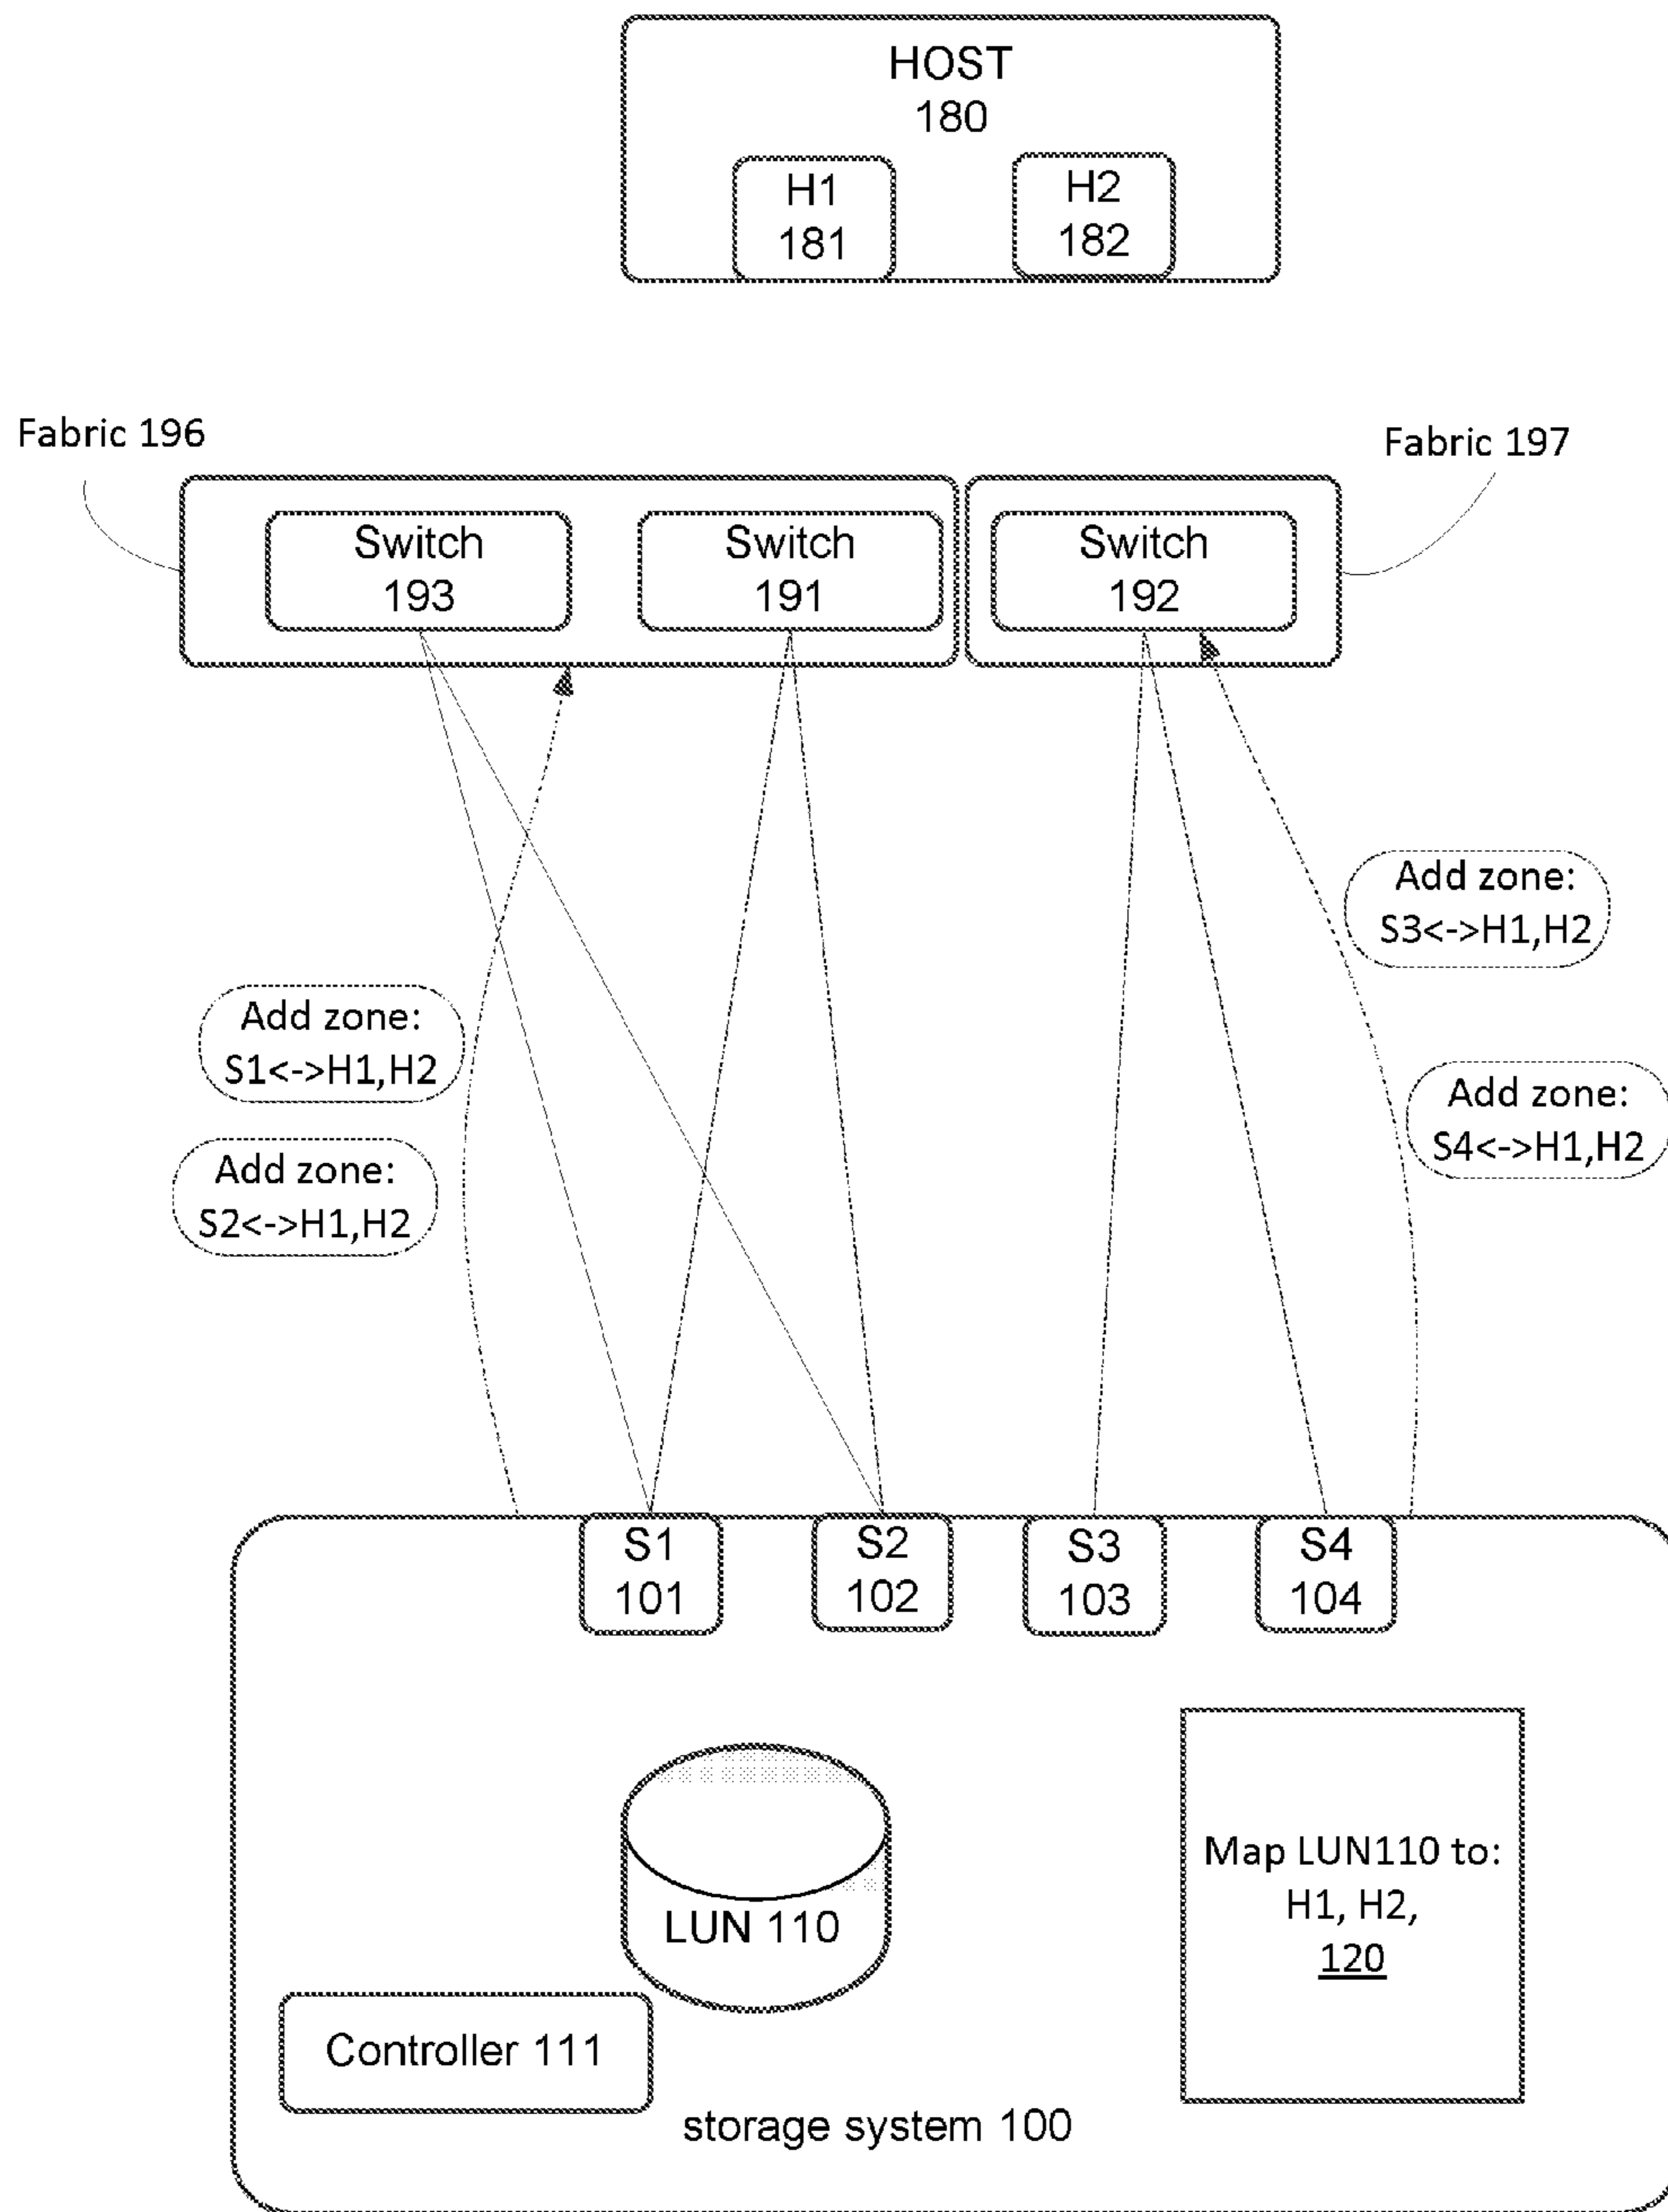 HOST
180
H1
181
H2
182
Fabric 196
Fabric 197
Switch
193
Switch
191
Switch
192
Add zone:
S3<->H1,H2
Add zone:
S1<->H1,H2
Add zone:
S4<->H1,H2
Add zone:
S2<->H1,H2
S1
101
S2
102
S3
103
S4
104
Map LUN110 to:
H1, H2,
120
LUN 110
Controller 111
storage system 100